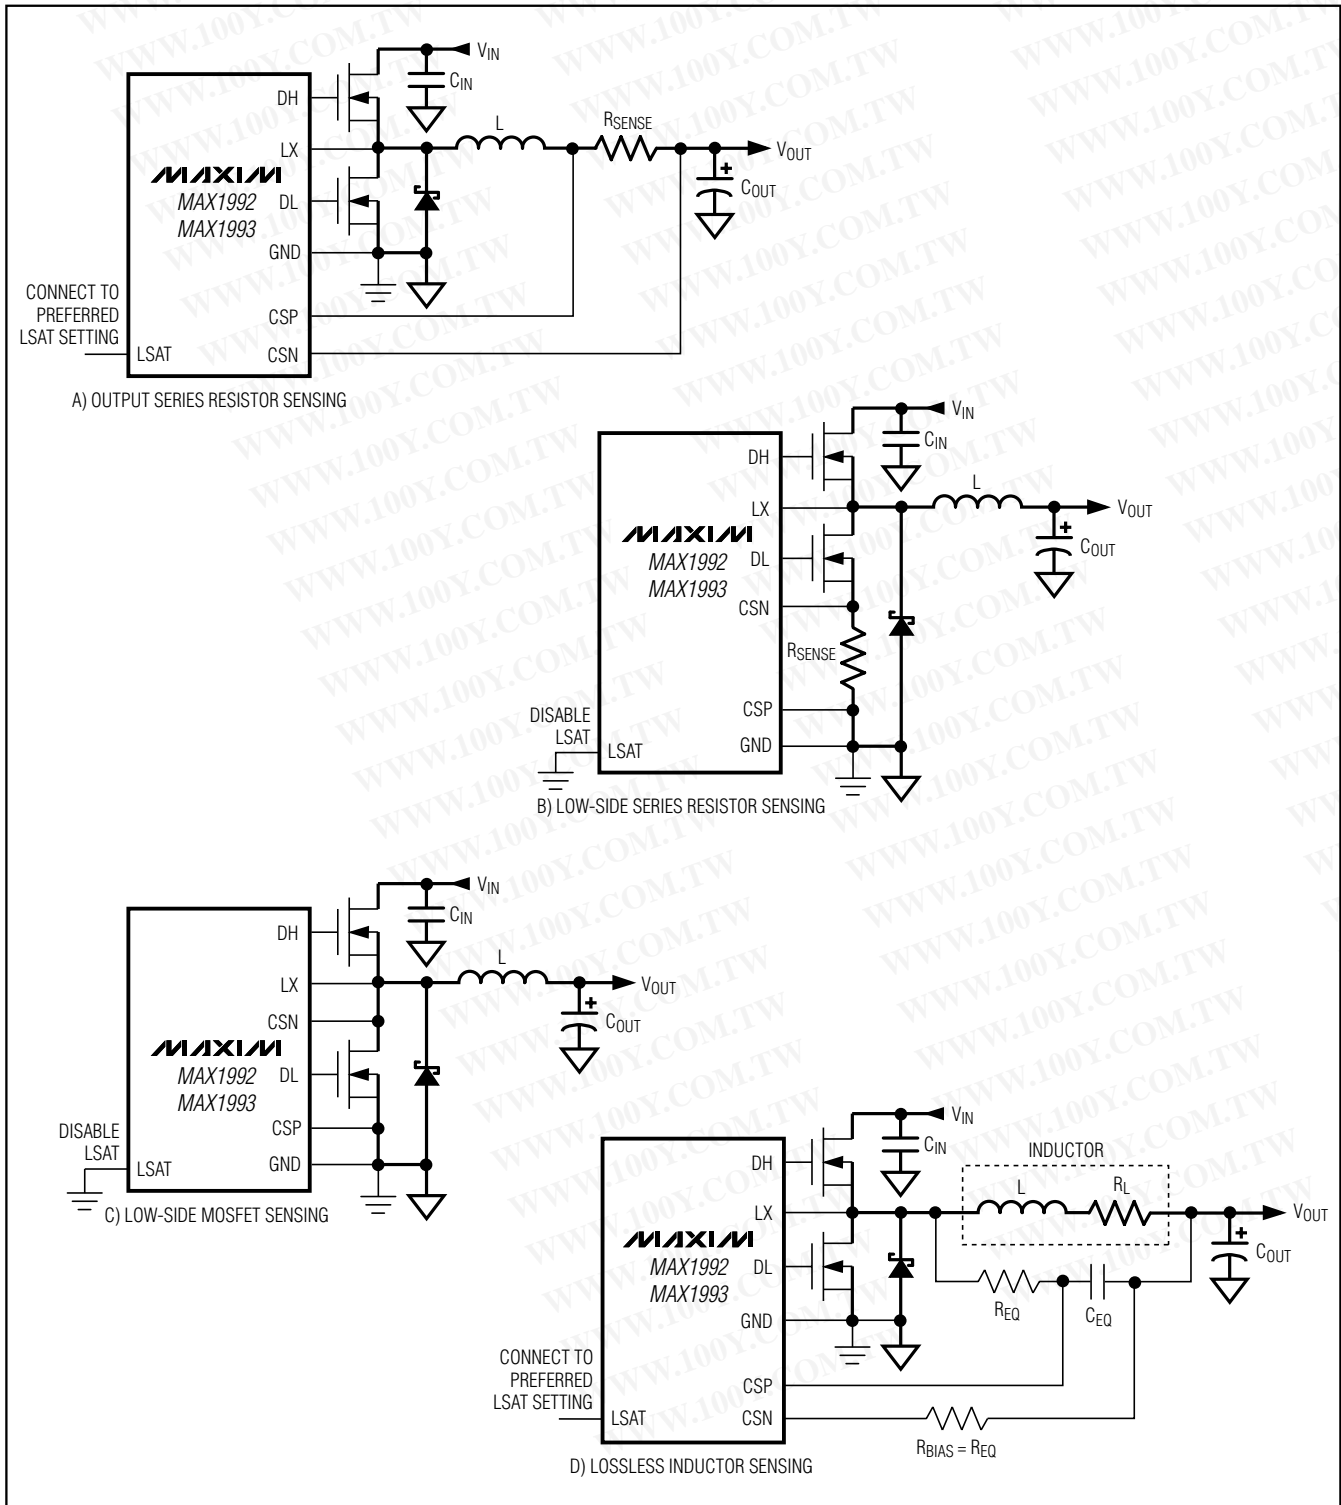 V_IN
C_IN
DH
L
R_SENSE
LX
V_OUT
MAXIM
MAX1992
MAX1993
DL
C_OUT
GND
CONNECT TO
PREFERRED
LSAT SETTING
CSP
LSAT
CSN
A) OUTPUT SERIES RESISTOR SENSING
V_IN
C_IN
DH
L
LX
V_OUT
MAXIM
MAX1992
MAX1993
DL
C_OUT
CSN
R_SENSE
CSP
DISABLE
LSAT
LSAT
GND
B) LOW-SIDE SERIES RESISTOR SENSING
V_IN
C_IN
DH
L
LX
V_OUT
CSN
C_OUT
MAXIM
MAX1992
MAX1993
DL
CSP
DISABLE
LSAT
LSAT
GND
C) LOW-SIDE MOSFET SENSING
V_IN
C_IN
DH
INDUCTOR
L
R_L
LX
V_OUT
MAXIM
MAX1992
MAX1993
DL
C_OUT
R_EQ
C_EQ
GND
CONNECT TO
PREFERRED
LSAT SETTING
CSP
LSAT
CSN
R_BIAS = R_EQ
D) LOSSLESS INDUCTOR SENSING
WWW.100Y.COM.TW